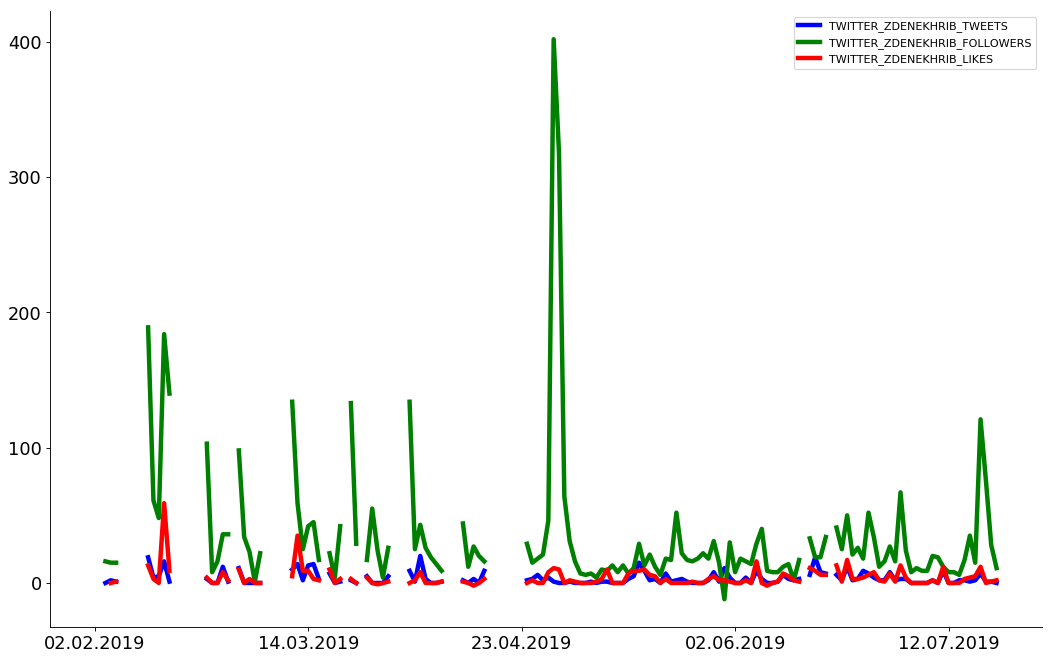 TWITTER_ZDENEKHRIB_TWEETS
TWITTER_ZDENEKHRIB_FOLLOWERS
TWITTER_ZDENEKHRIB_LIKES
400
300
200
100
0
02.02.2019 14.03.2019 23.04.2019 02.06.2019 12.07.2019